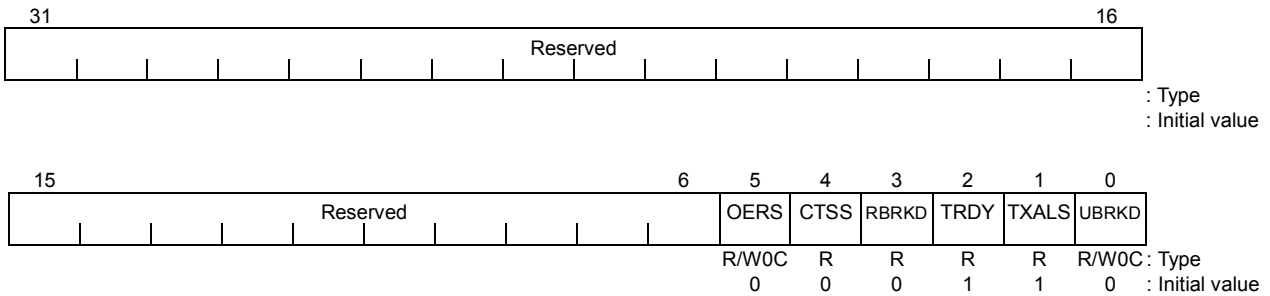 31 16
Reserved
: Type
: Initial value
15 6 5 4 3 2 1 0
Reserved OERS CTSS RBRKD TRDY TXALS UBRKD
R/W0C R R R R R/W0C : Type
0 0 0 1 1 0 : Initial value